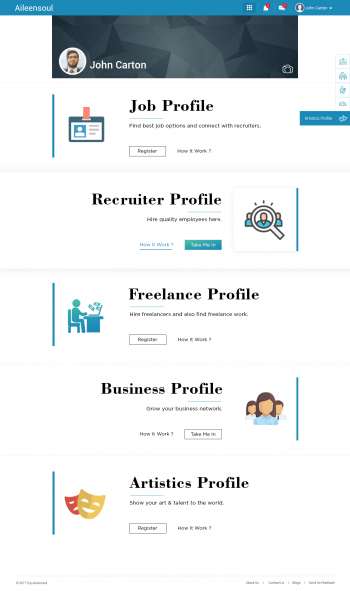 Aileensoul
John Carton
John Carton
Artistics Profile
Job Profile
Find best job options and connect with recruiters.
Register
How it Work ?
Recruiter Profile
Hire quality employees here.
How it Work ?
Take Me In
Freelance Profile
Hire freelancers and also find freelance work.
Register
How it Work ?
Business Profile
Grow your business network.
How it Work ?
Take Me In
Artistics Profile
Show your art & talent to the world.
Register
How it Work ?
About Us | Contact Us | Blogs | Send Us Feedback